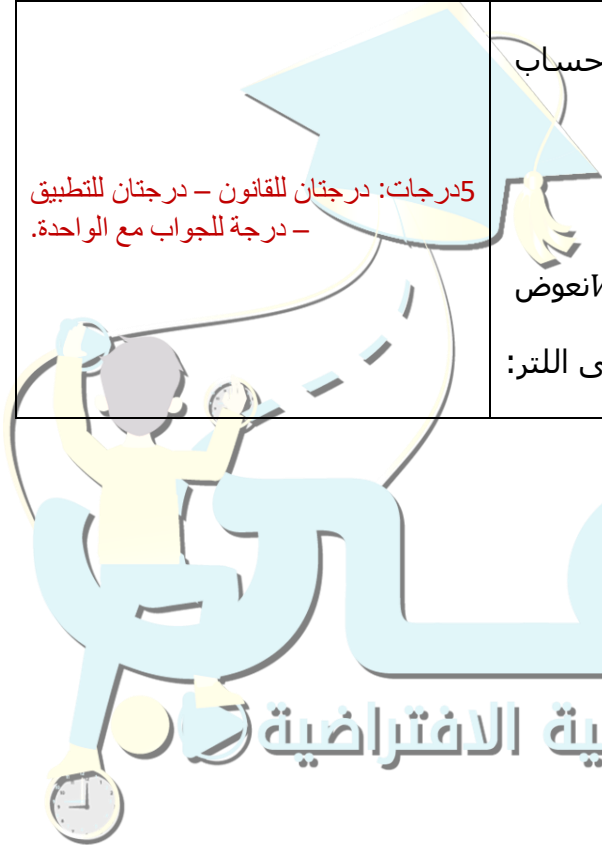 حساب
5درجات: درجتان للقانون – درجتان للتطبيق
– درجة للجواب مع الواحدة.
نعوض
اللتر:
ية الافتراضية